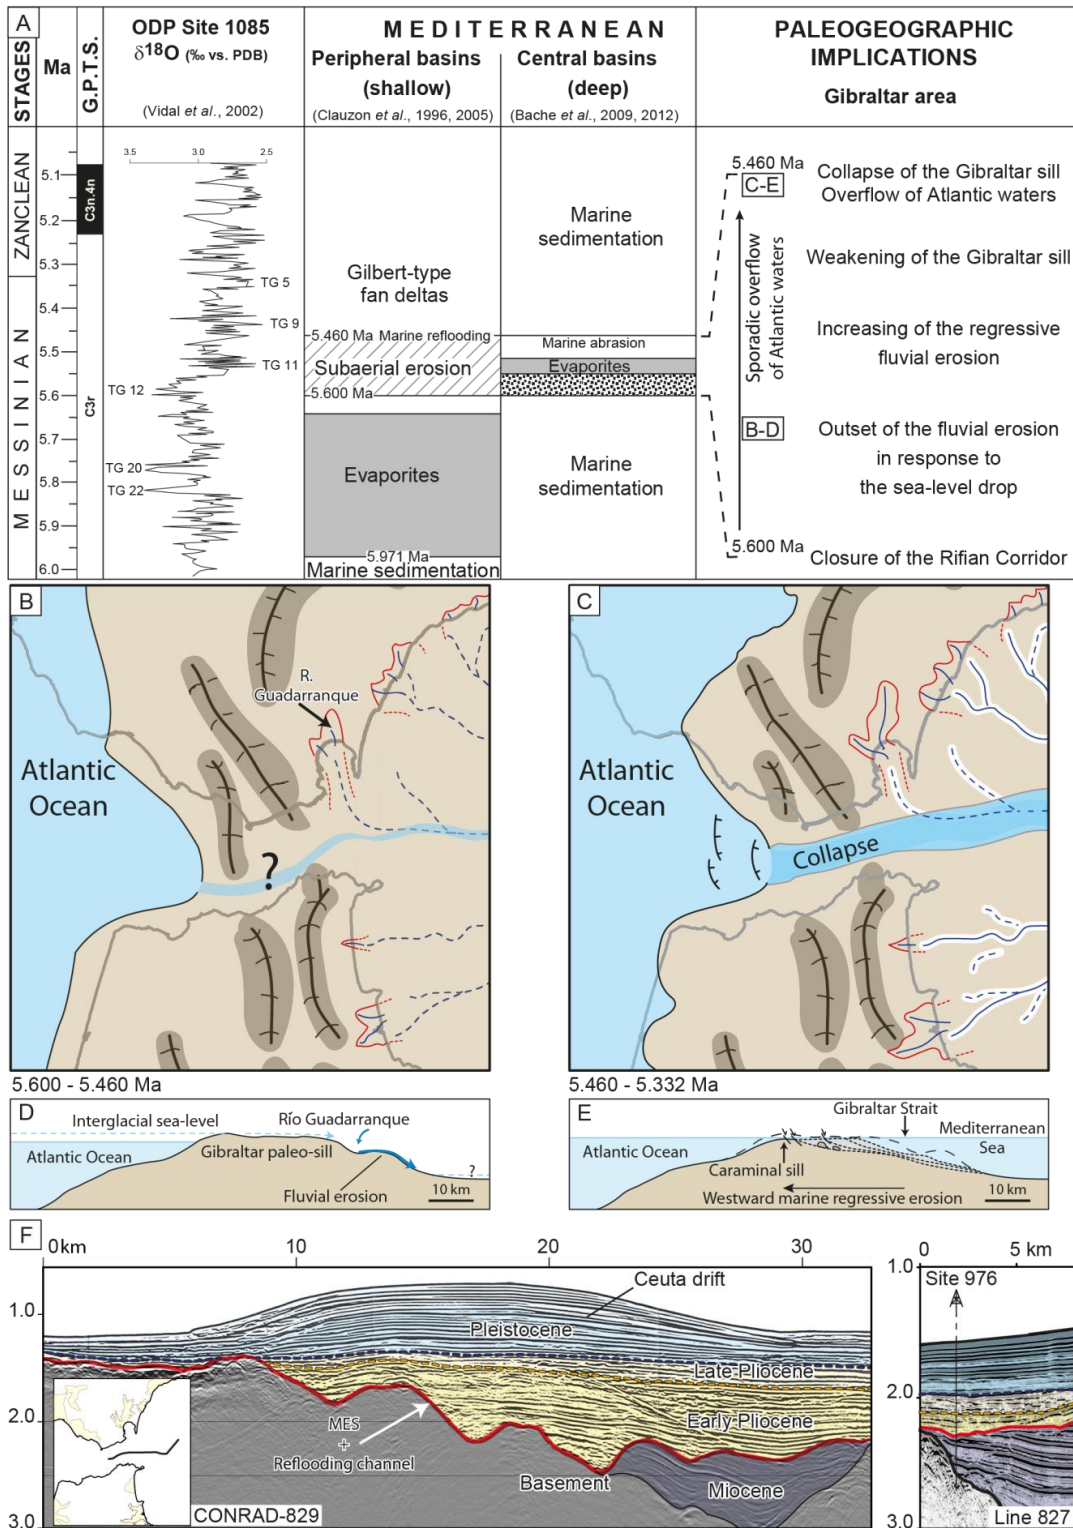 A
STAGES
Ma
G.P.T.S.
ODP Site 1085
δ18O (‰ vs. PDB)
(Vidal et al., 2002)
MEDITERRANEAN
Peripheral basins
(shallow)
(Clauzon et al., 1996, 2005)
Central basins
(deep)
(Bache et al., 2009, 2012)
PALEOGEOGRAPHIC
IMPLICATIONS
Gibraltar area
ZANCLEAN
MESSINIAN
5.1
5.2
5.3
5.4
5.5
5.6
5.7
5.8
5.9
6.0
C3n.4n
C3r
3.5 3.0 2.5
TG 5
TG 9
TG 11
TG 12
TG 20
TG 22
Gilbert-type
fan deltas
5.460 Ma Marine reflooding
Subaerial erosion
5.600 Ma
Evaporites
5.971 Ma
Marine sedimentation
Marine
sedimentation
Marine abrasion
Evaporites
Marine
sedimentation
5.460 Ma
C-E
Sporadic overflow
of Atlantic waters
B-D
5.600 Ma
Collapse of the Gibraltar sill
Overflow of Atlantic waters
Weakening of the Gibraltar sill
Increasing of the regressive
fluvial erosion
Outset of the fluvial erosion
in response to
the sea-level drop
Closure of the Rifian Corridor
B
R.
Guadarranque
Atlantic
Ocean
?
5.600 - 5.460 Ma
C
Atlantic
Ocean
Collapse
5.460 - 5.332 Ma
D
Interglacial sea-level
Río Guadarranque
Atlantic Ocean
Gibraltar paleo-sill
Fluvial erosion
?
10 km
E
Gibraltar Strait
Mediterranean
Sea
Atlantic Ocean
Caraminal sill
Westward marine regressive erosion
10 km
F
0 km 10 20 30
1.0
2.0
3.0
Ceuta drift
Pleistocene
Late Pliocene
Early Pliocene
MES
+
Reflooding channel
Basement
Miocene
CONRAD-829
0 5 km
1.0
2.0
3.0
Site 976
Line 827